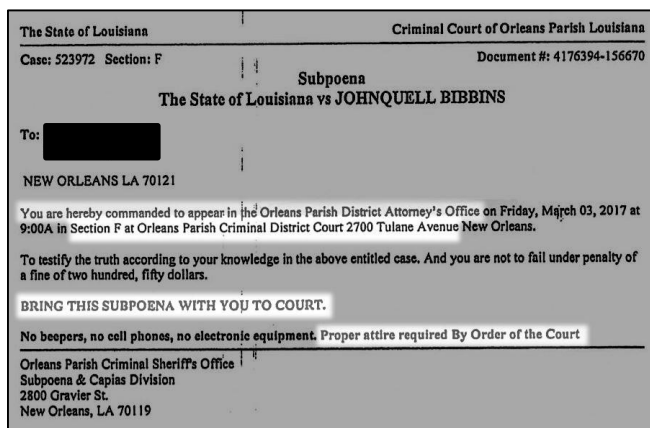 The State of Louisiana Criminal Court of Orleans Parish Louisiana
Case: 523972 Section: F Document #: 4176394-156670
Subpoena
The State of Louisiana vs JOHNQUELL BIBBINS
To:
NEW ORLEANS LA 70121
You are hereby commanded to appear in the Orleans Parish District Attorney's Office on Friday, March 03, 2017 at
9:00A in Section F at Orleans Parish Criminal District Court 2700 Tulane Avenue New Orleans.
To testify the truth according to your knowledge in the above entitled case. And you are not to fail under penalty of
a fine of two hundred, fifty dollars.
BRING THIS SUBPOENA WITH YOU TO COURT.
No beepers, no cell phones, no electronic equipment. Proper attire required By Order of the Court
Orleans Parish Criminal Sheriff's Office
Subpoena & Capias Division
2800 Gravier St.
New Orleans, LA 70119